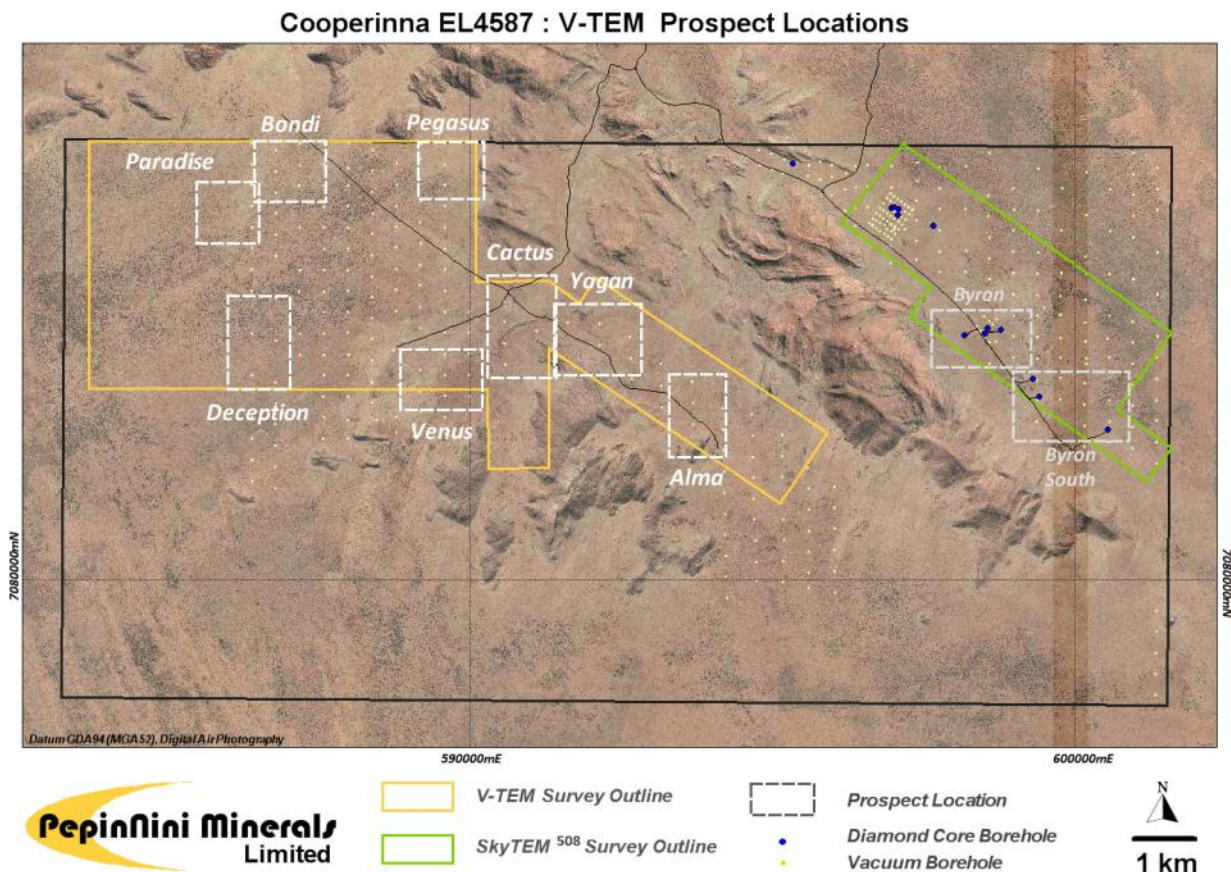 Cooperinna EL4587 : V-TEM Prospect Locations
Bondi
Pegasus
Paradise
Cactus
Yagan
Byron
Deception
Venus
Alma
Byron
South
7080000mN
7080000mN
Datum GDA94 (MGA52), Digital Air Photography
590000mE
600000mE
PepinNini Minerals
Limited
V-TEM Survey Outline
SkyTEM 508 Survey Outline
Prospect Location
Diamond Core Borehole
Vacuum Borehole
N
1 km